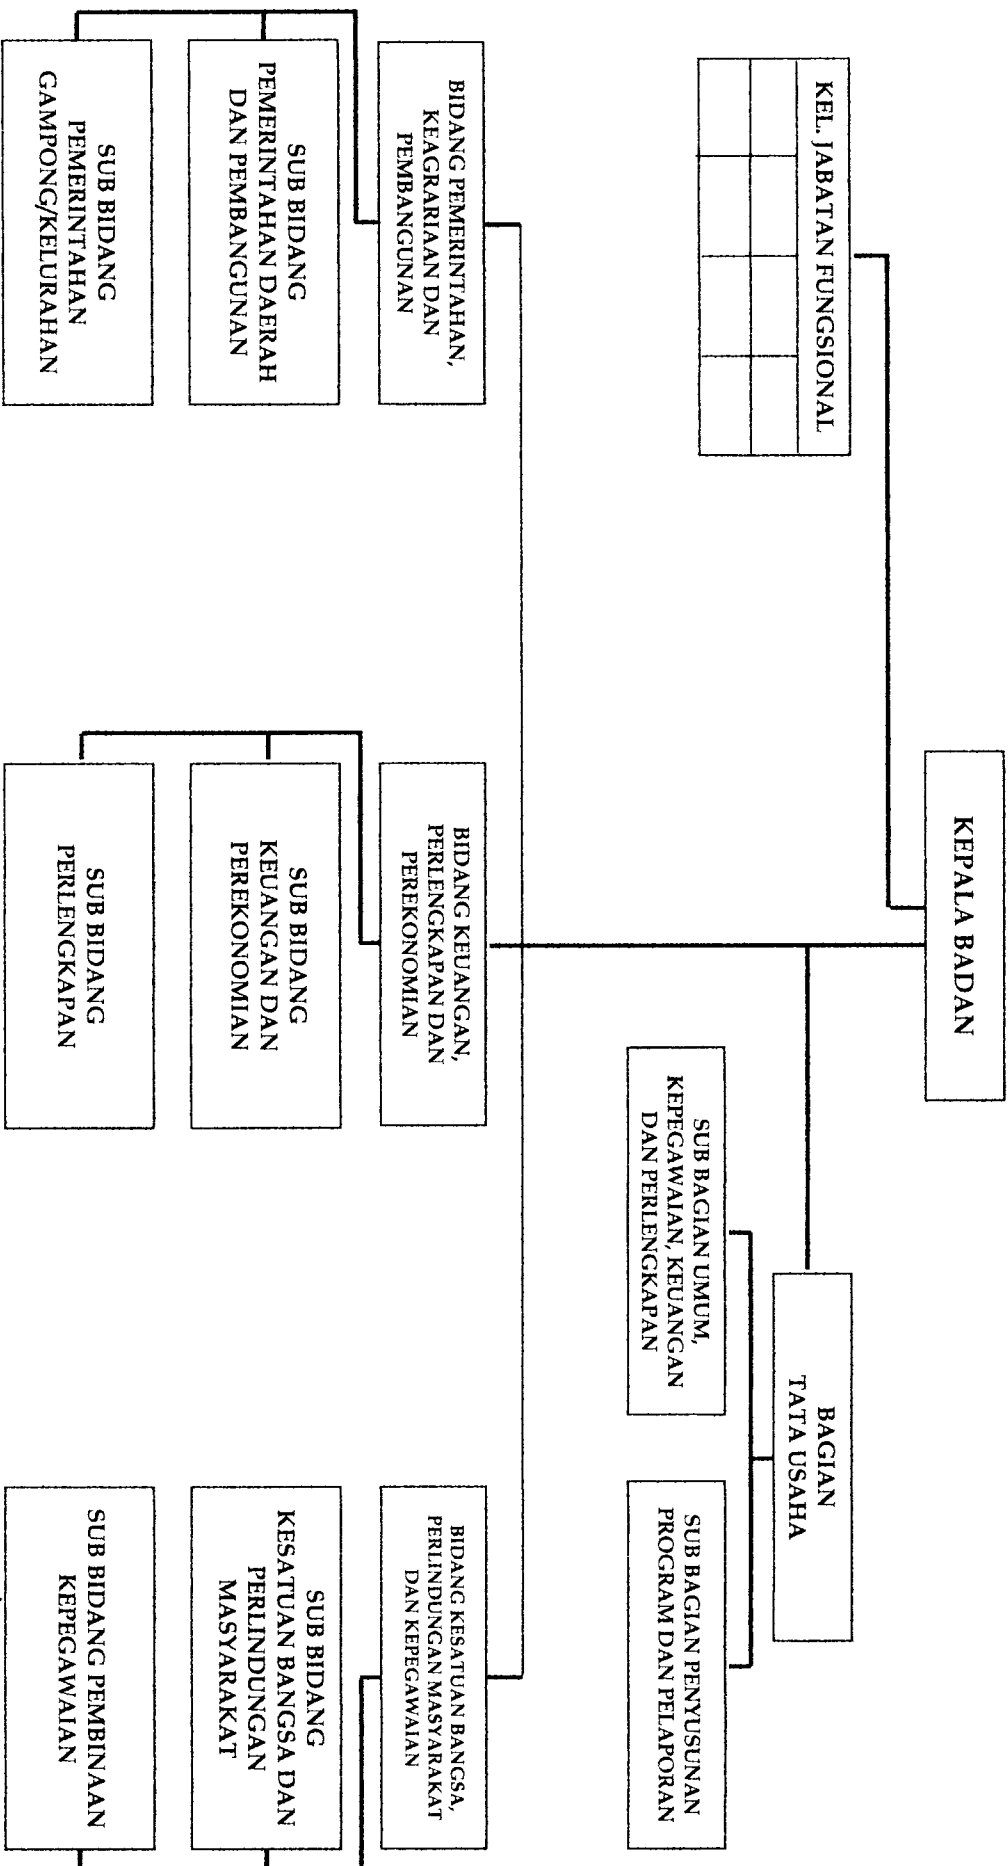 KEPALA BADAN
KEL. JABATAN FUNGSIONAL
BAGIAN
TATA USAHA
SUB BAGIAN UMUM,
KEPEGAWAIAN, KEUANGAN
DAN PERLENGKAPAN
SUB BAGIAN PENYUSUNAN
PROGRAM DAN PELAPORAN
BIDANG PEMERINTAHAN,
KEAGRARIAAN DAN
PEMBANGUNAN
BIDANG KEUANGAN,
PERLENGKAPAN DAN
PEREKONOMIAN
BIDANG KESATUAN BANGSA,
PERLINDUNGAN MASYARAKAT
DAN KEPEGAWAIAN
SUB BIDANG
PEMERINTAHAN DAERAH
DAN PEMBANGUNAN
SUB BIDANG
KEUANGAN DAN
PEREKONOMIAN
SUB BIDANG
KESATUAN BANGSA DAN
PERLINDUNGAN
MASYARAKAT
SUB BIDANG
PEMERINTAHAN
GAMPONG/KELURAHAN
SUB BIDANG
PERLENGKAPAN
SUB BIDANG PEMBINAAN
KEPEGAWAIAN